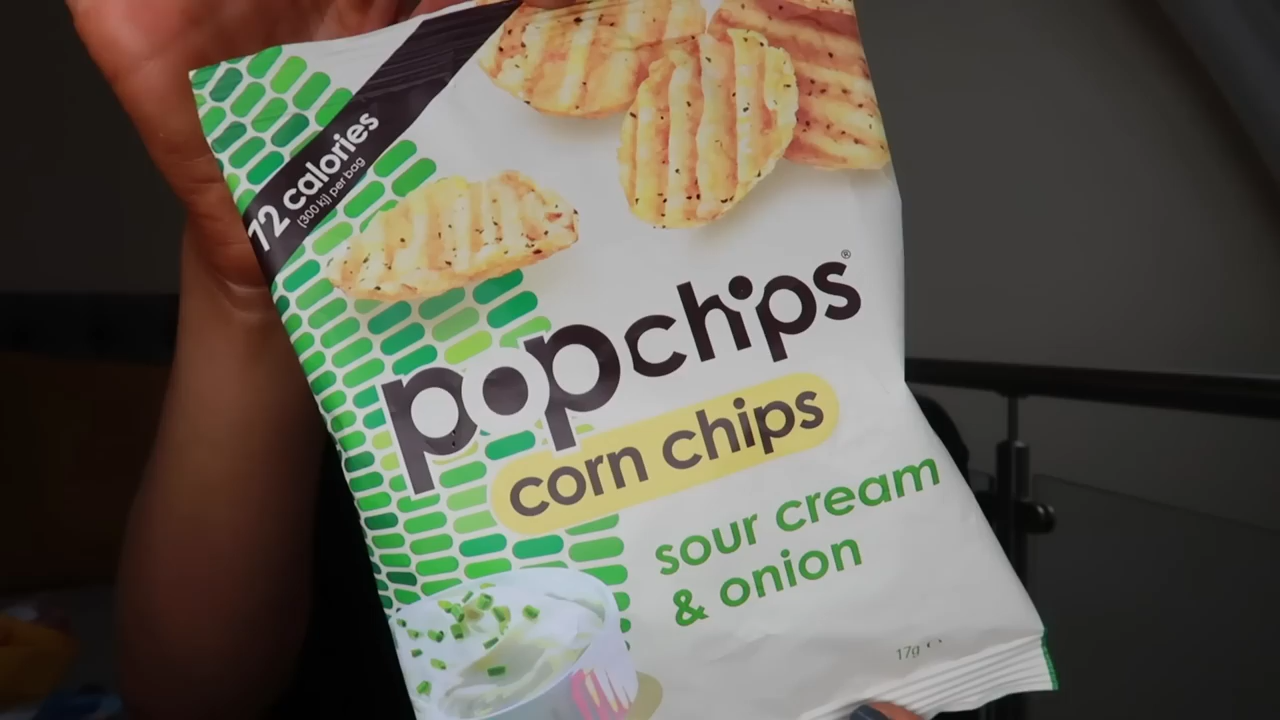 72 calories
(300 kj) per bag
popchips®
corn chips
sour cream
& onion
17g